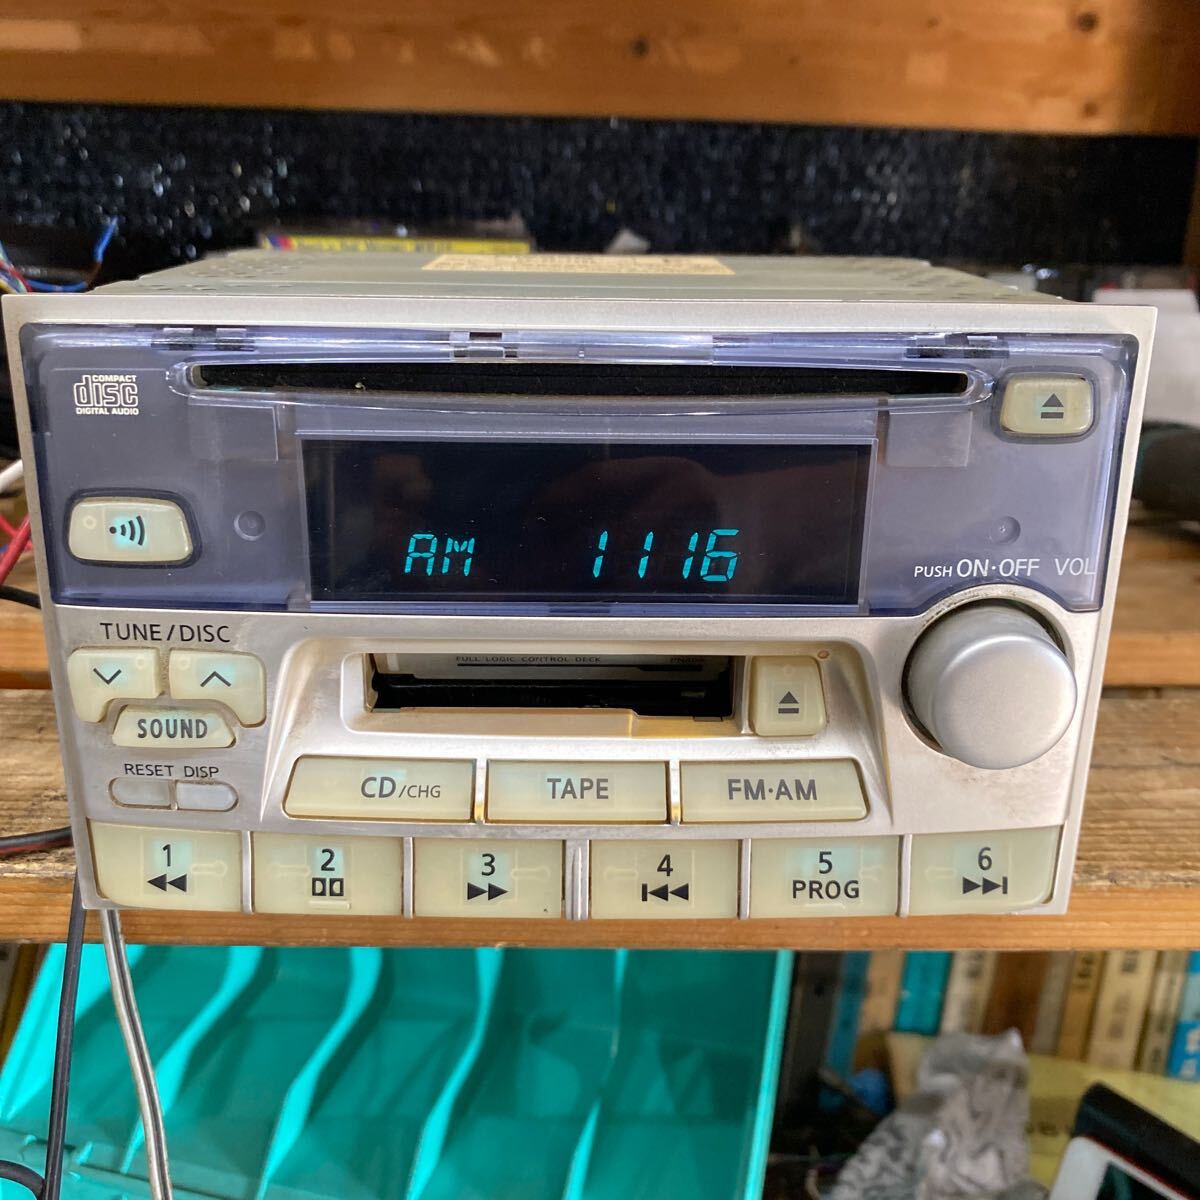 COMPACT
disc
DIGITAL AUDIO
AM 1116
PUSH ON·OFF VOL
TUNE/DISC
FULL LOGIC CONTROL DECK
SOUND
RESET DISP
CD/CHG TAPE FM·AM
1 2 3 4 5 6
PROG